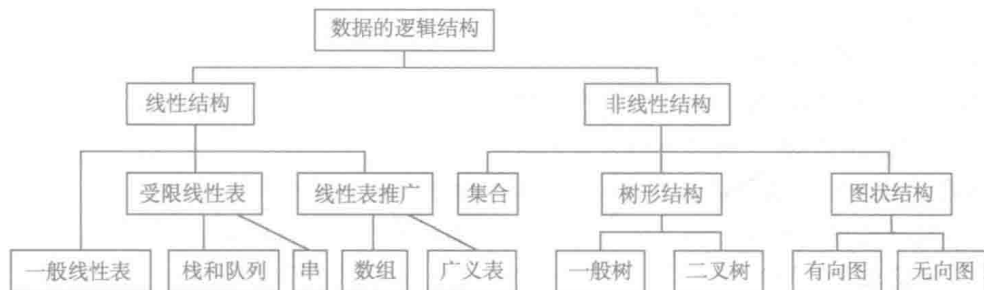 数据的逻辑结构
线性结构
非线性结构
受限线性表
线性表推广
集合
树形结构
图状结构
一般线性表
栈和队列
串
数组
广义表
一般树
二叉树
有向图
无向图